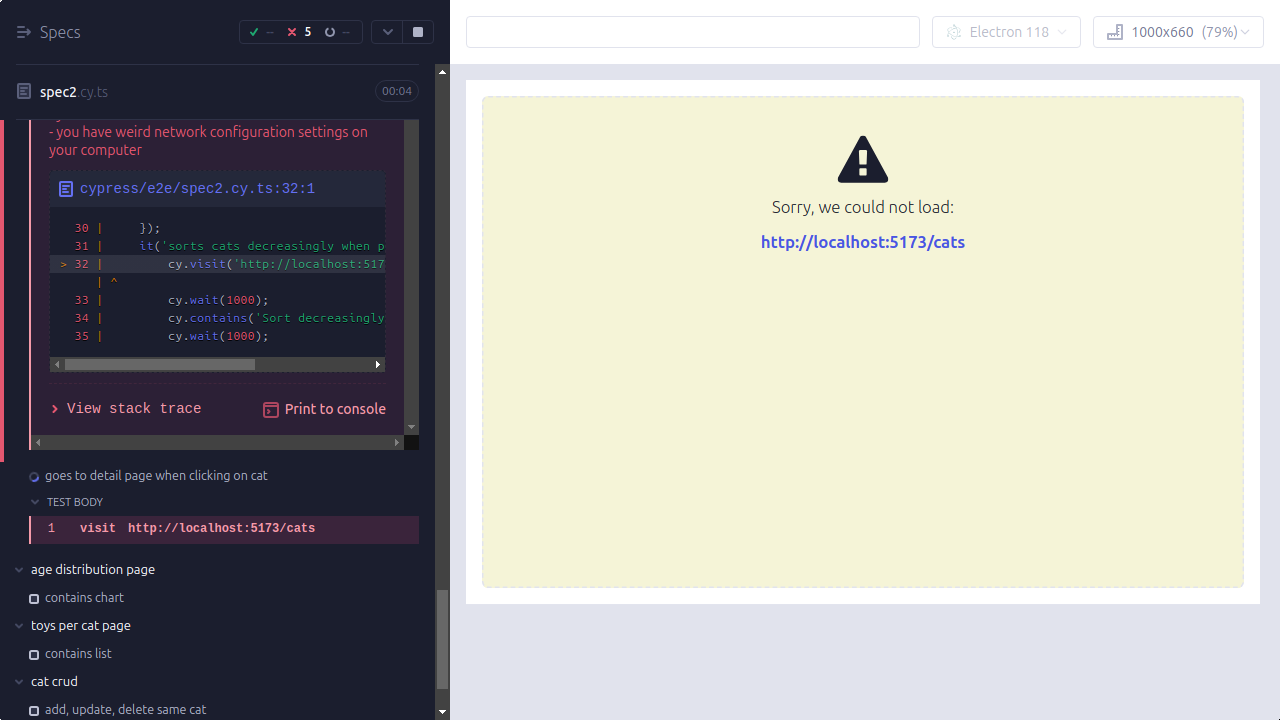 Specs
-- 5 --
spec2.cy.ts
00:04
- you have weird network configuration settings on
your computer
cypress/e2e/spec2.cy.ts:32:1
30 | });
31 | it('sorts cats decreasingly when p
> 32 | cy.visit('http://localhost:517
| ^
33 | cy.wait(1000);
34 | cy.contains('Sort decreasingly
35 | cy.wait(1000);
View stack trace
Print to console
goes to detail page when clicking on cat
TEST BODY
1 visit http://localhost:5173/cats
age distribution page
contains chart
toys per cat page
contains list
cat crud
add, update, delete same cat
Electron 118
1000x660 (79%)
Sorry, we could not load:
http://localhost:5173/cats